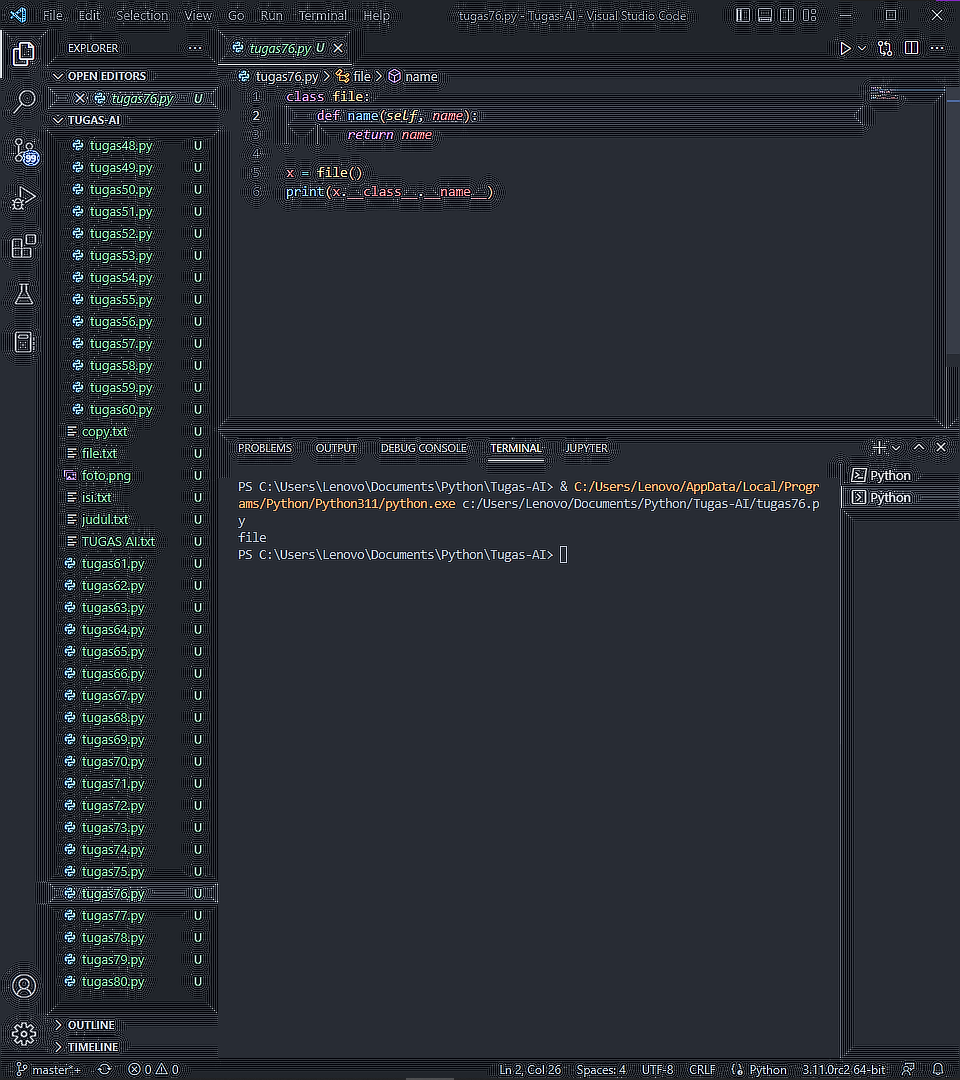 File Edit Selection View Go Run Terminal Help tugas76.py - Tugas-AI - Visual Studio Code
EXPLORER
OPEN EDITORS
tugas76.py U
TUGAS-AI
tugas48.py U
tugas49.py U
tugas50.py U
tugas51.py U
tugas52.py U
tugas53.py U
tugas54.py U
tugas55.py U
tugas56.py U
tugas57.py U
tugas58.py U
tugas59.py U
tugas60.py U
copy.txt U
file.txt U
foto.png U
isi.txt U
judul.txt U
TUGAS AI.txt U
tugas61.py U
tugas62.py U
tugas63.py U
tugas64.py U
tugas65.py U
tugas66.py U
tugas67.py U
tugas68.py U
tugas69.py U
tugas70.py U
tugas71.py U
tugas72.py U
tugas73.py U
tugas74.py U
tugas75.py U
tugas76.py U
tugas77.py U
tugas78.py U
tugas79.py U
tugas80.py U
OUTLINE
TIMELINE
99
tugas76.py U
tugas76.py > file > name
1 class file:
2 def name(self, name):
3 return name
4
5 x = file()
6 print(x.__class__.__name__)
PROBLEMS OUTPUT DEBUG CONSOLE TERMINAL JUPYTER
PS C:\Users\Lenovo\Documents\Python\Tugas-AI> & C:/Users/Lenovo/AppData/Local/Progr
ams/Python/Python311/python.exe c:/Users/Lenovo/Documents/Python/Tugas-AI/tugas76.p
y
file
PS C:\Users\Lenovo\Documents\Python\Tugas-AI>
Python
Python
master*+ 0 0 Ln 2, Col 26 Spaces: 4 UTF-8 CRLF Python 3.11.0rc2 64-bit